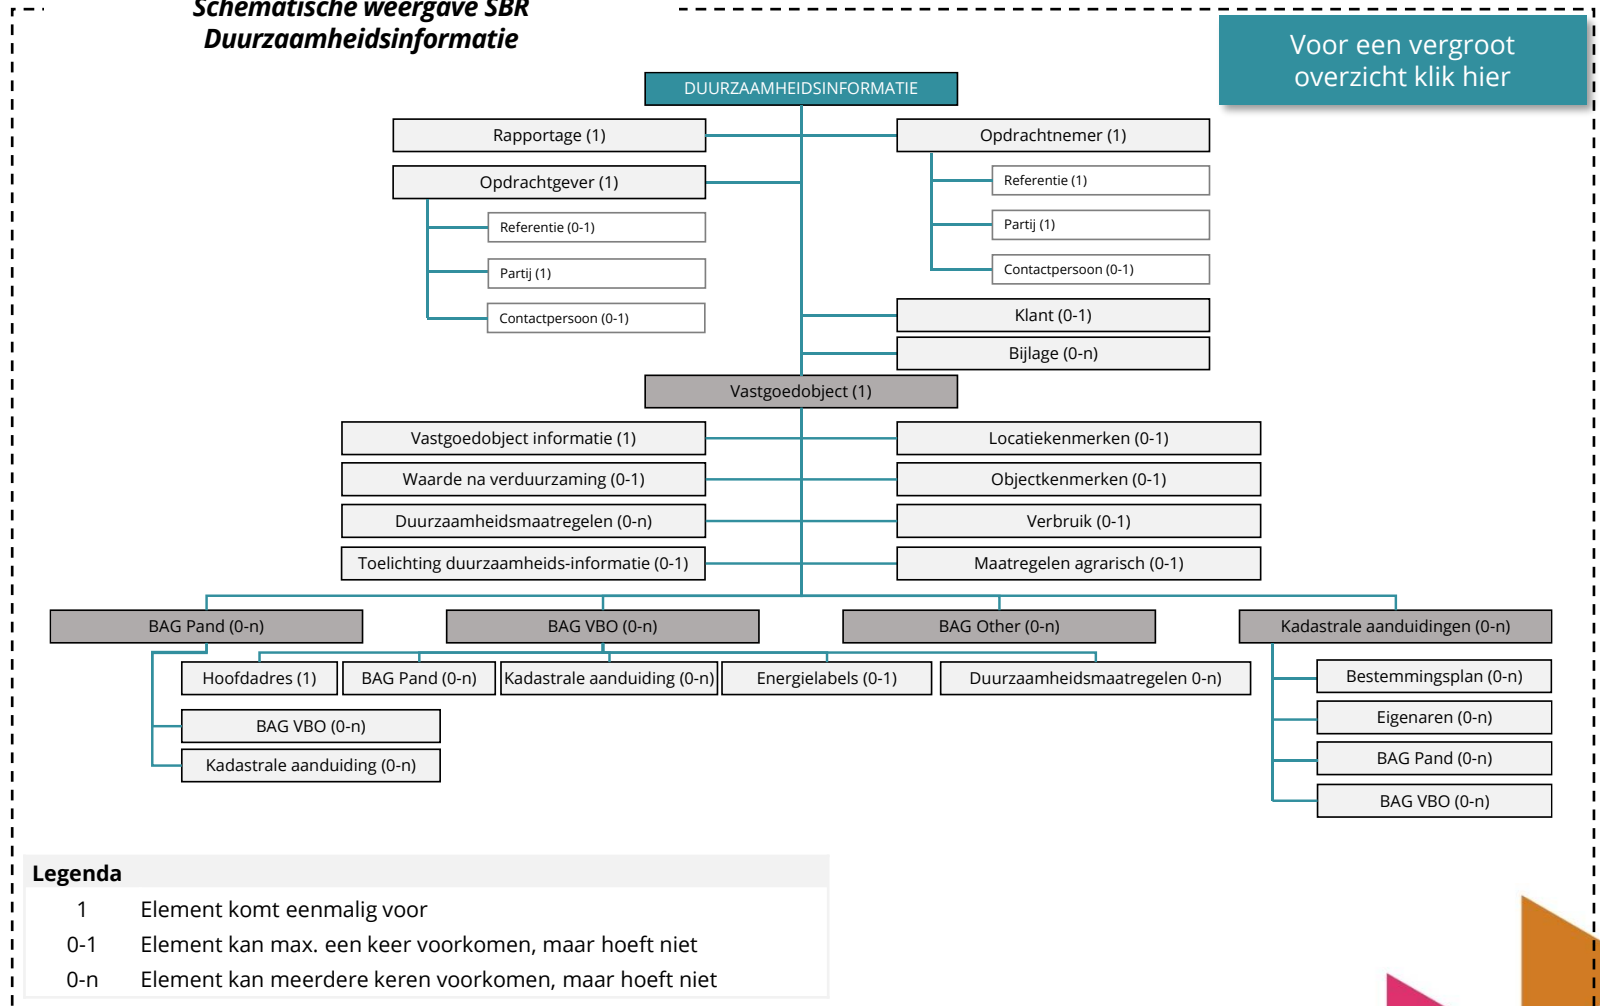 Schematische weergave SBR
Duurzaamheidsinformatie
Voor een vergroot
overzicht klik hier
DUURZAAMHEIDSINFORMATIE
Rapportage (1)
Opdrachtnemer (1)
Opdrachtgever (1)
Referentie (1)
Referentie (0-1)
Partij (1)
Partij (1)
Contactpersoon (0-1)
Contactpersoon (0-1)
Klant (0-1)
Bijlage (0-n)
Vastgoedobject (1)
Vastgoedobject informatie (1)
Locatiekenmerken (0-1)
Waarde na verduurzaming (0-1)
Objectkenmerken (0-1)
Duurzaamheidsmaatregelen (0-n)
Verbruik (0-1)
Toelichting duurzaamheids-informatie (0-1)
Maatregelen agrarisch (0-1)
BAG Pand (0-n)
BAG VBO (0-n)
BAG Other (0-n)
Kadastrale aanduidingen (0-n)
Hoofdadres (1)
BAG Pand (0-n)
Kadastrale aanduiding (0-n)
Energielabels (0-1)
Duurzaamheidsmaatregelen 0-n)
Bestemmingsplan (0-n)
BAG VBO (0-n)
Eigenaren (0-n)
Kadastrale aanduiding (0-n)
BAG Pand (0-n)
BAG VBO (0-n)
Legenda
1 Element komt eenmalig voor
0-1 Element kan max. een keer voorkomen, maar hoeft niet
0-n Element kan meerdere keren voorkomen, maar hoeft niet